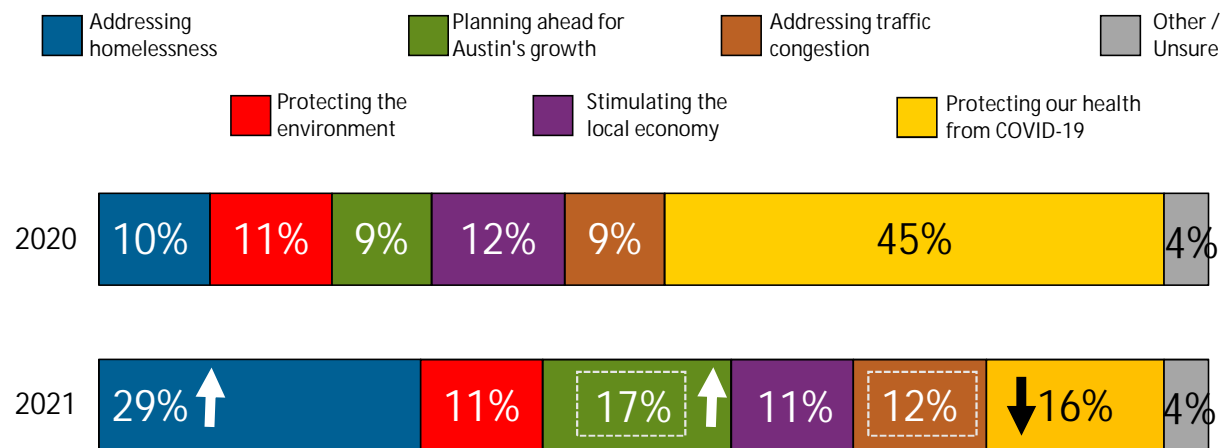 Addressing
homelessness
Planning ahead for
Austin's growth
Addressing traffic
congestion
Other /
Unsure
Protecting the
environment
Stimulating the
local economy
Protecting our health
from COVID-19
2020 10% 11% 9% 12% 9% 45% 4%
2021 29% 11% 17% 11% 12% 16% 4%